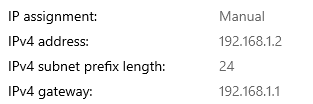 IP assignment: Manual
IPv4 address: 192.168.1.2
IPv4 subnet prefix length: 24
IPv4 gateway: 192.168.1.1